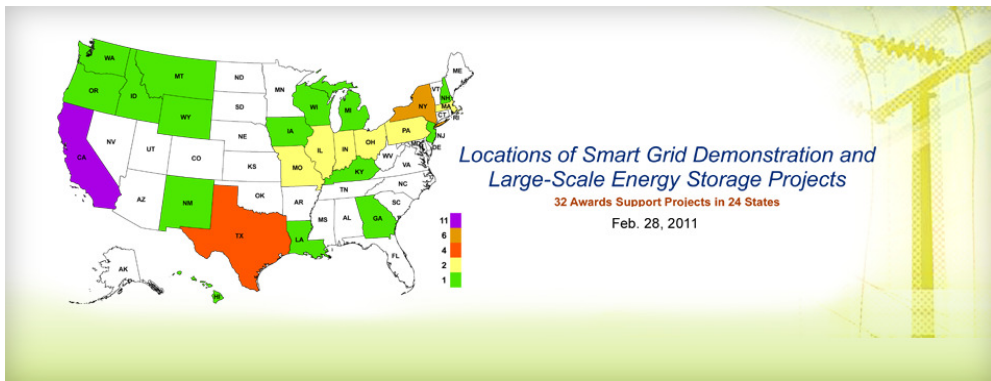 WA
MT
ND
MN
ME
OR
ID
SD
WI
MI
NY
VT
NH
MA
CT
RI
WY
IA
NE
PA
NJ
DE
NV
UT
CO
IL
IN
OH
WV
VA
CA
KS
MO
KY
AZ
NM
OK
AR
TN
NC
SC
TX
LA
MS
AL
GA
FL
AK
HI
11
6
4
2
1
Locations of Smart Grid Demonstration and
Large-Scale Energy Storage Projects
32 Awards Support Projects in 24 States
Feb. 28, 2011